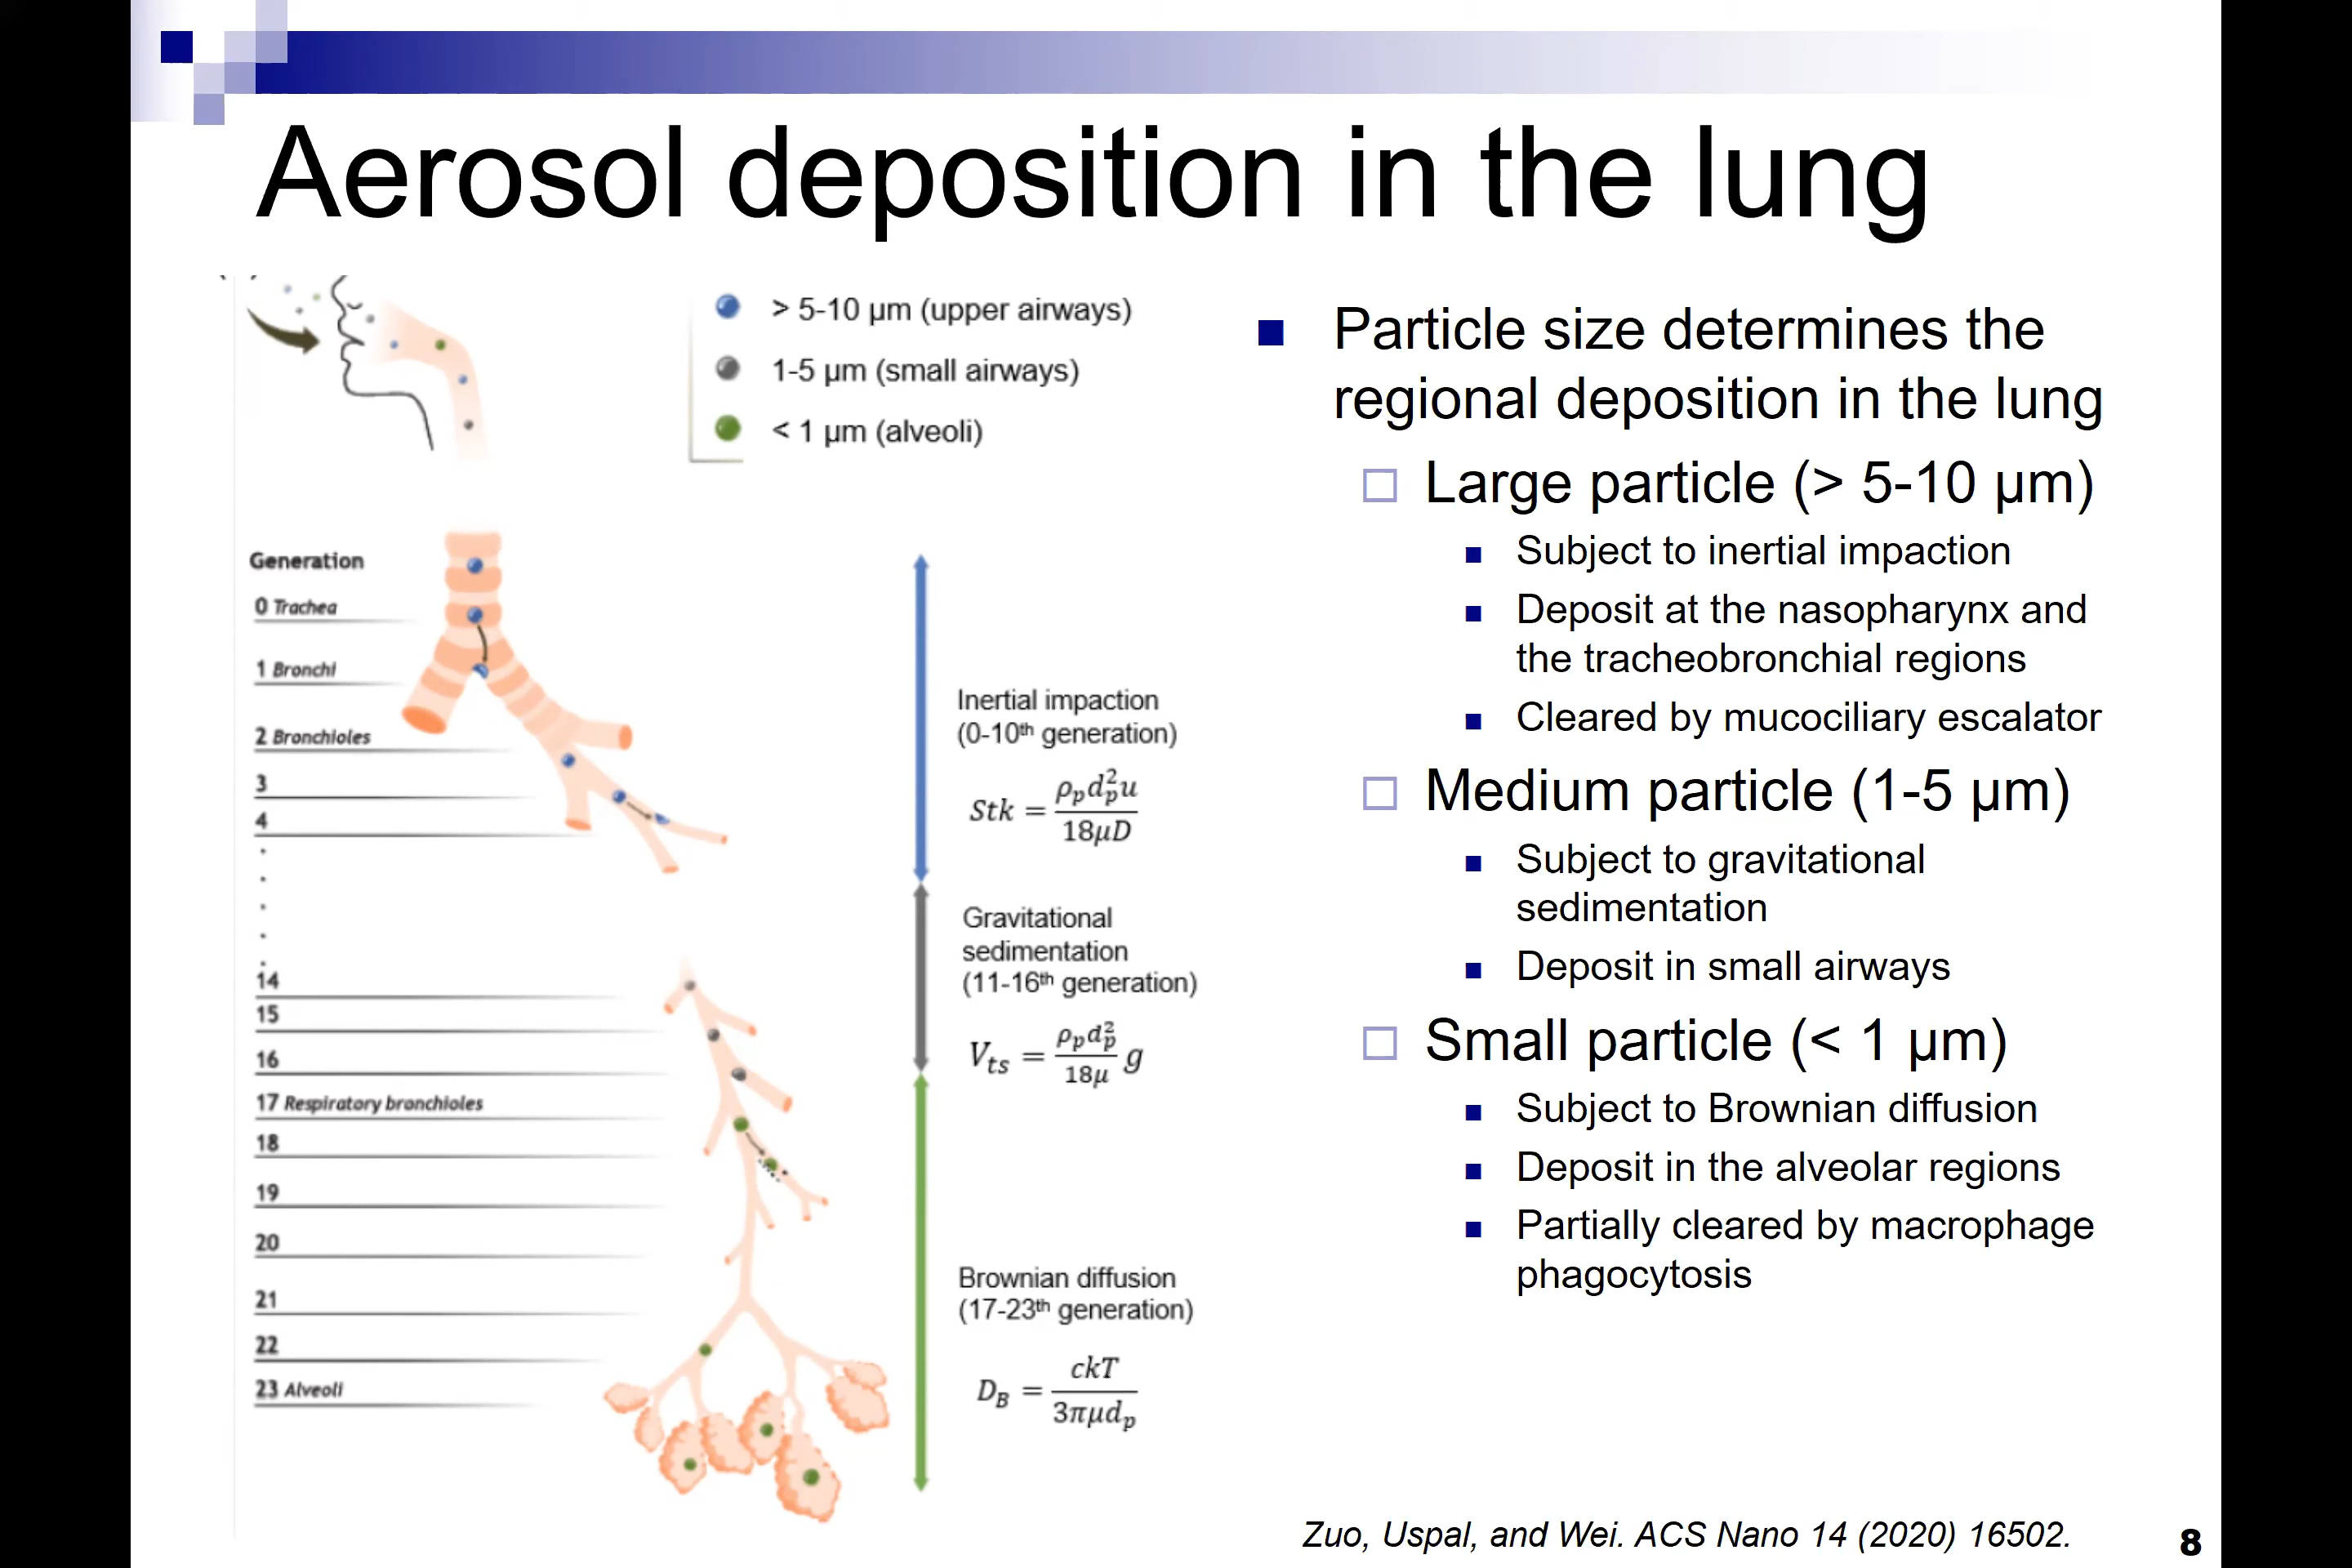 Aerosol deposition in the lung
> 5-10 µm (upper airways)
1-5 µm (small airways)
< 1 µm (alveoli)
Generation
0 Trachea
1 Bronchi
2 Bronchioles
3
4
14
15
16
17 Respiratory bronchioles
18
19
20
21
22
23 Alveoli
Inertial impaction
(0-10th generation)
Stk = ρₚdₚ²u / 18µD
Gravitational
sedimentation
(11-16th generation)
Vts = ρₚdₚ² / 18µ g
Brownian diffusion
(17-23th generation)
D_B = ckT / 3πµdₚ
Particle size determines the
regional deposition in the lung
Large particle (> 5-10 µm)
Subject to inertial impaction
Deposit at the nasopharynx and
the tracheobronchial regions
Cleared by mucociliary escalator
Medium particle (1-5 µm)
Subject to gravitational
sedimentation
Deposit in small airways
Small particle (< 1 µm)
Subject to Brownian diffusion
Deposit in the alveolar regions
Partially cleared by macrophage
phagocytosis
Zuo, Uspal, and Wei. ACS Nano 14 (2020) 16502.
8